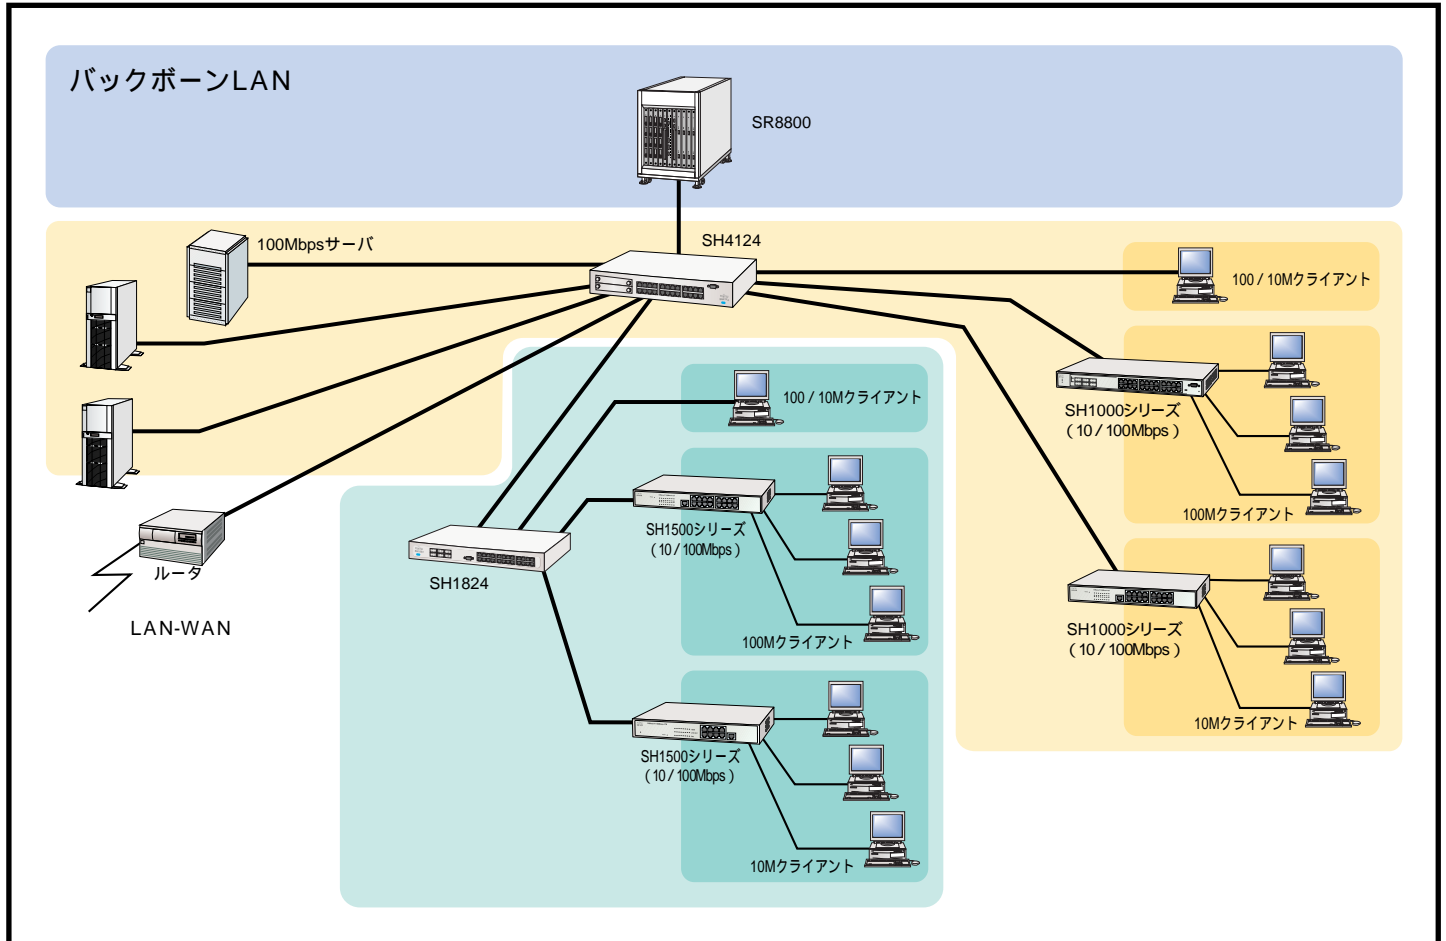 バックボーンLAN
SR8800
100Mbpsサーバ
SH4124
100 / 10Mクライアント
SH1000シリーズ
( 10 / 100Mbps )
100Mクライアント
100 / 10Mクライアント
SH1500シリーズ
( 10 / 100Mbps )
100Mクライアント
SH1824
ルータ
LAN-WAN
SH1000シリーズ
( 10 / 100Mbps )
10Mクライアント
SH1500シリーズ
( 10 / 100Mbps )
10Mクライアント